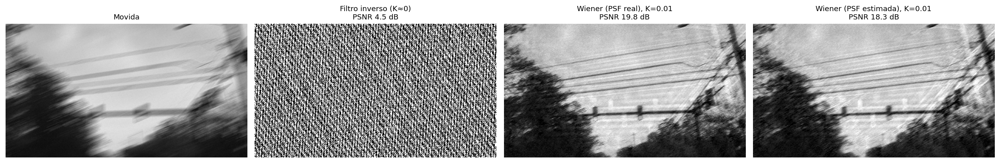 Movida
Filtro inverso (K≈0)
PSNR 4.5 dB
Wiener (PSF real), K=0.01
PSNR 19.8 dB
Wiener (PSF estimada), K=0.01
PSNR 18.3 dB